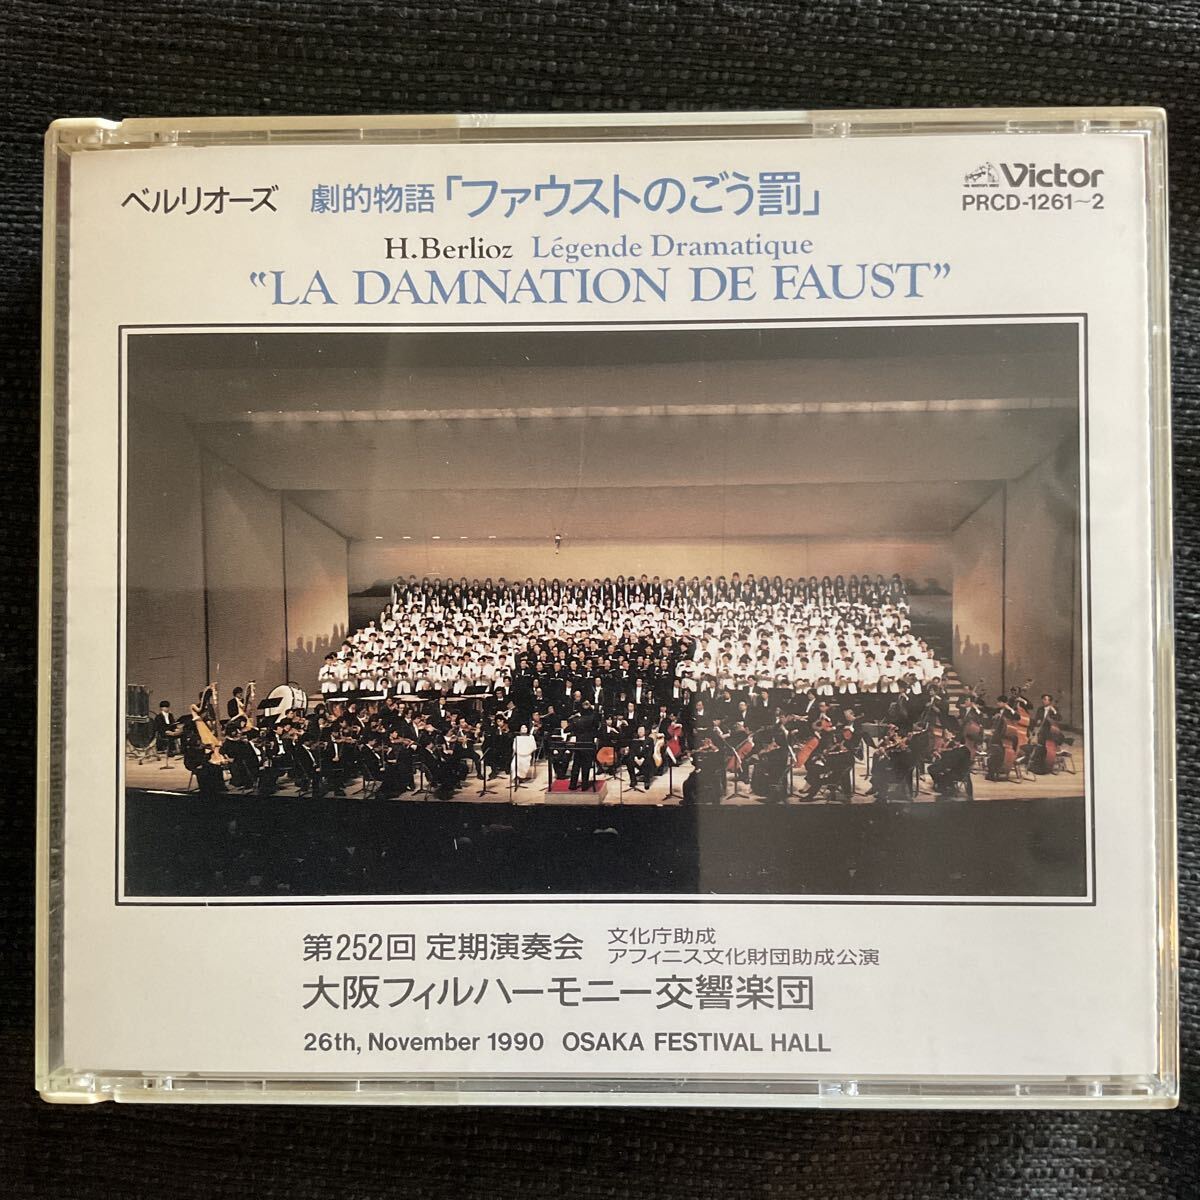 ベルリオーズ 劇的物語「ファウストのごう罰」
Victor
PRCD-1261~2
H.Berlioz Légende Dramatique
“LA DAMNATION DE FAUST”
第252回 定期演奏会
文化庁助成
アフィニス文化財団助成公演
大阪フィルハーモニー交響楽団
26th, November 1990 OSAKA FESTIVAL HALL